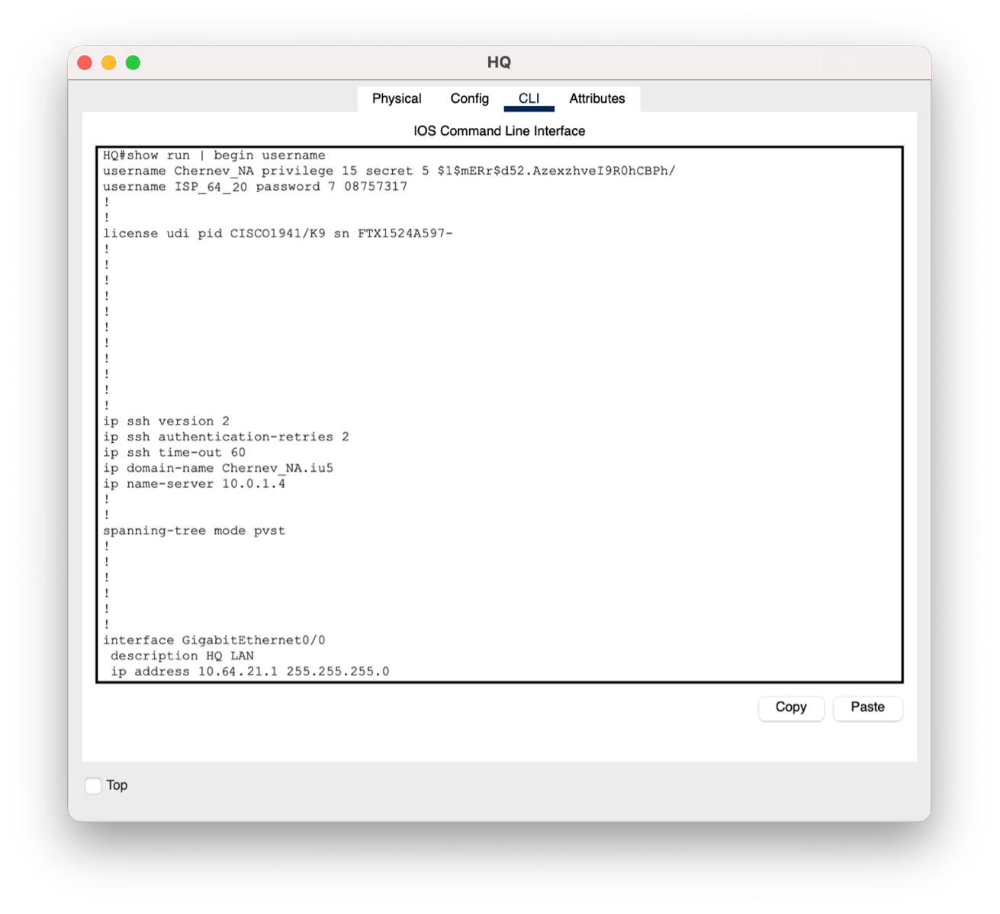 HQ
Physical Config CLI Attributes
IOS Command Line Interface
HQ#show run | begin username
username Chernev_NA privilege 15 secret 5 $1$mERr$d52.AzexzhveI9R0hCBPh/
username ISP_64_20 password 7 08757317
!
!
license udi pid CISCO1941/K9 sn FTX1524A597-
!
!
!
!
!
!
!
!
!
!
!
ip ssh version 2
ip ssh authentication-retries 2
ip ssh time-out 60
ip domain-name Chernev_NA.iu5
ip name-server 10.0.1.4
!
!
spanning-tree mode pvst
!
!
!
!
!
!
interface GigabitEthernet0/0
description HQ LAN
ip address 10.64.21.1 255.255.255.0
Copy Paste
Top